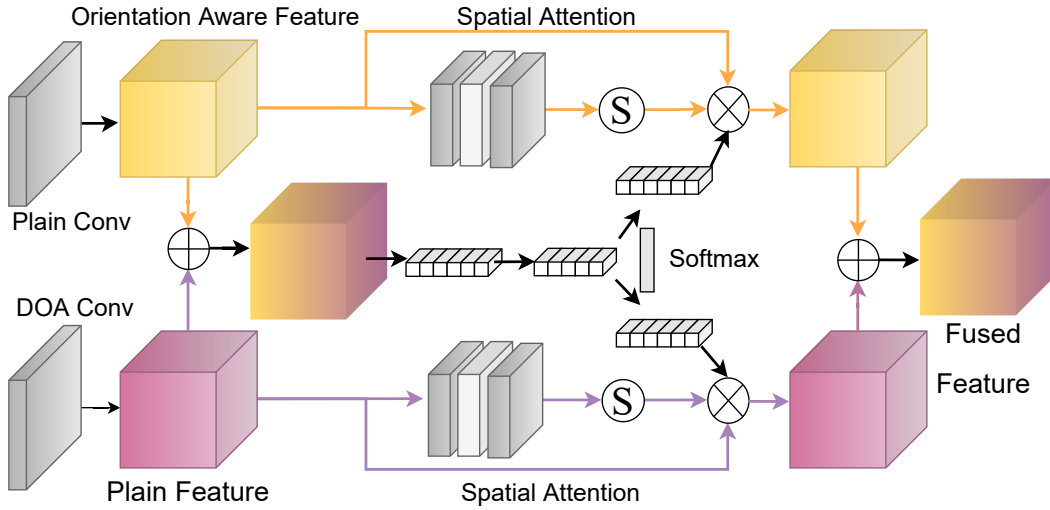 Orientation Aware Feature
Spatial Attention
S
Plain Conv
Softmax
DOA Conv
Fused
Feature
S
Plain Feature
Spatial Attention